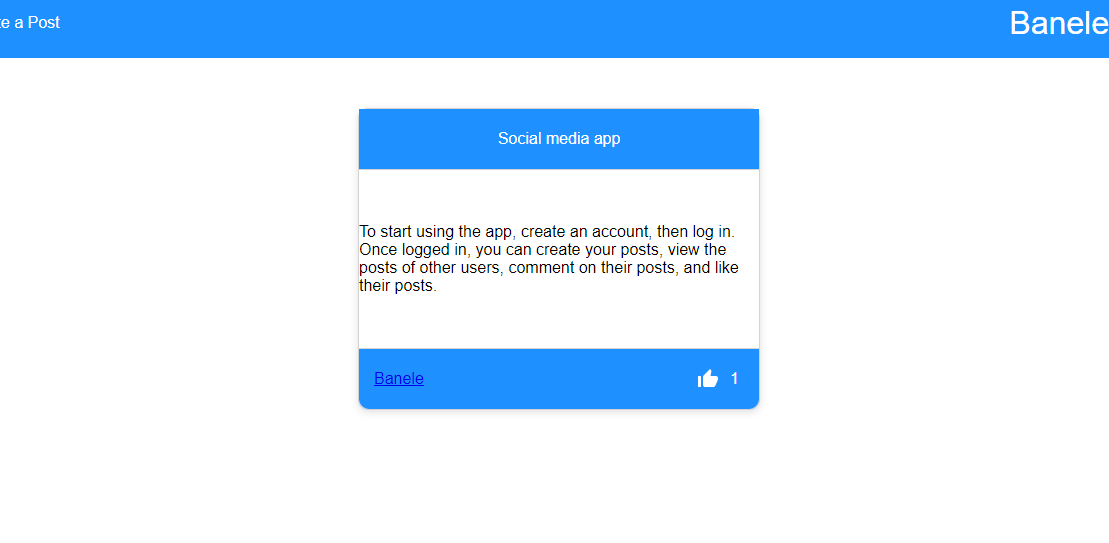 te a Post
Banele
Social media app
To start using the app, create an account, then log in.
Once logged in, you can create your posts, view the
posts of other users, comment on their posts, and like
their posts.
Banele
1